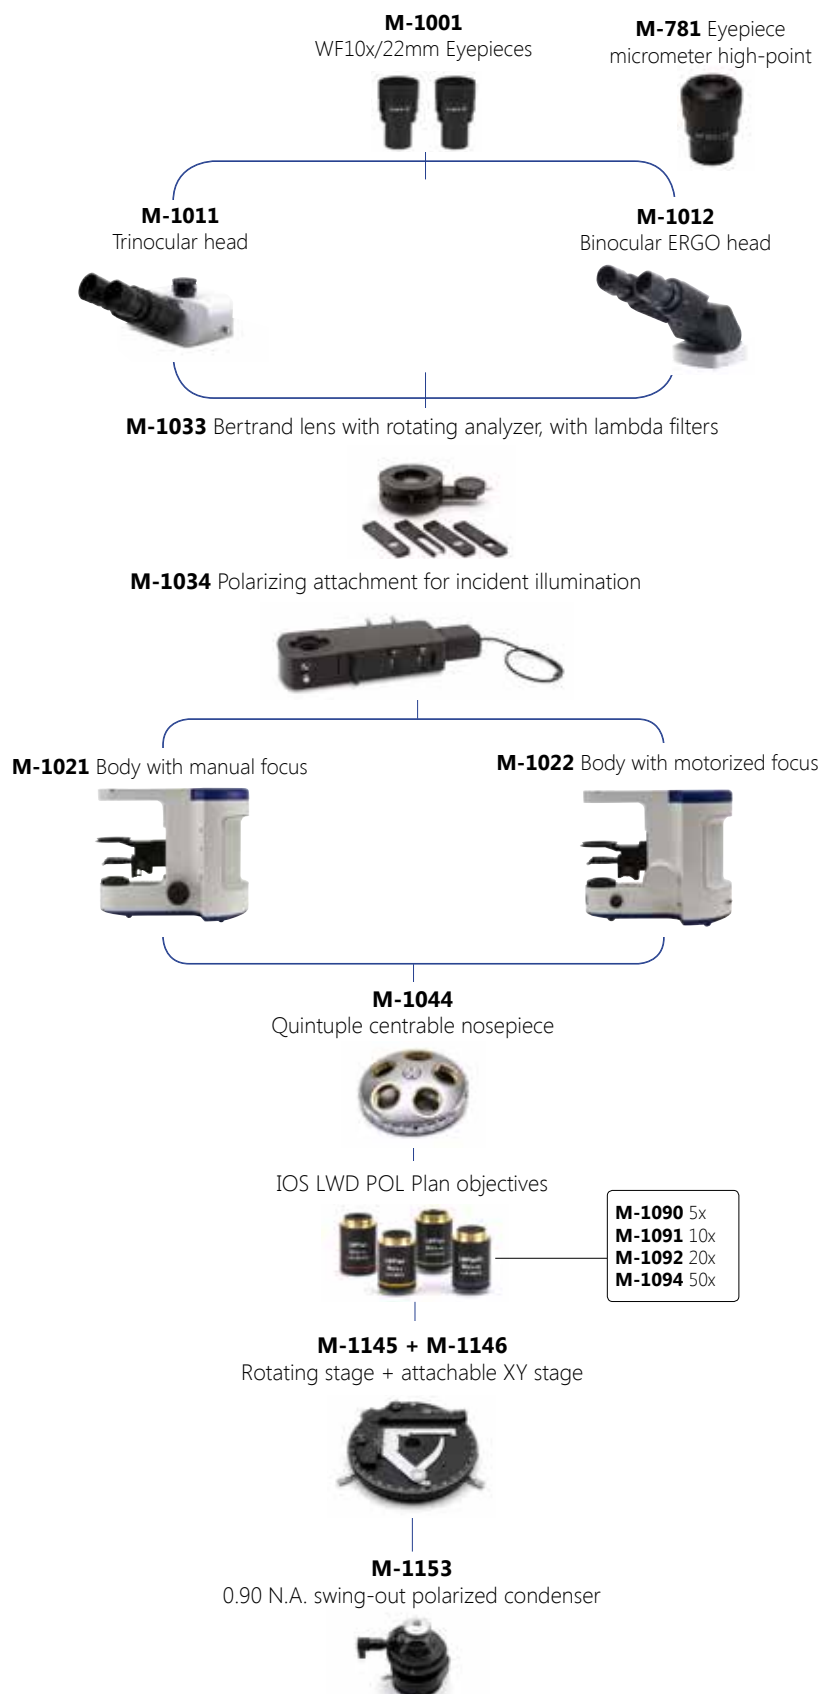 M-1001
WF10x/22mm Eyepieces
M-781 Eyepiece
micrometer high-point
M-1011
Trinocular head
M-1012
Binocular ERGO head
M-1033 Bertrand lens with rotating analyzer, with lambda filters
M-1034 Polarizing attachment for incident illumination
M-1021 Body with manual focus
M-1022 Body with motorized focus
M-1044
Quintuple centrable nosepiece
IOS LWD POL Plan objectives
M-1090 5x
M-1091 10x
M-1092 20x
M-1094 50x
M-1145 + M-1146
Rotating stage + attachable XY stage
M-1153
0.90 N.A. swing-out polarized condenser